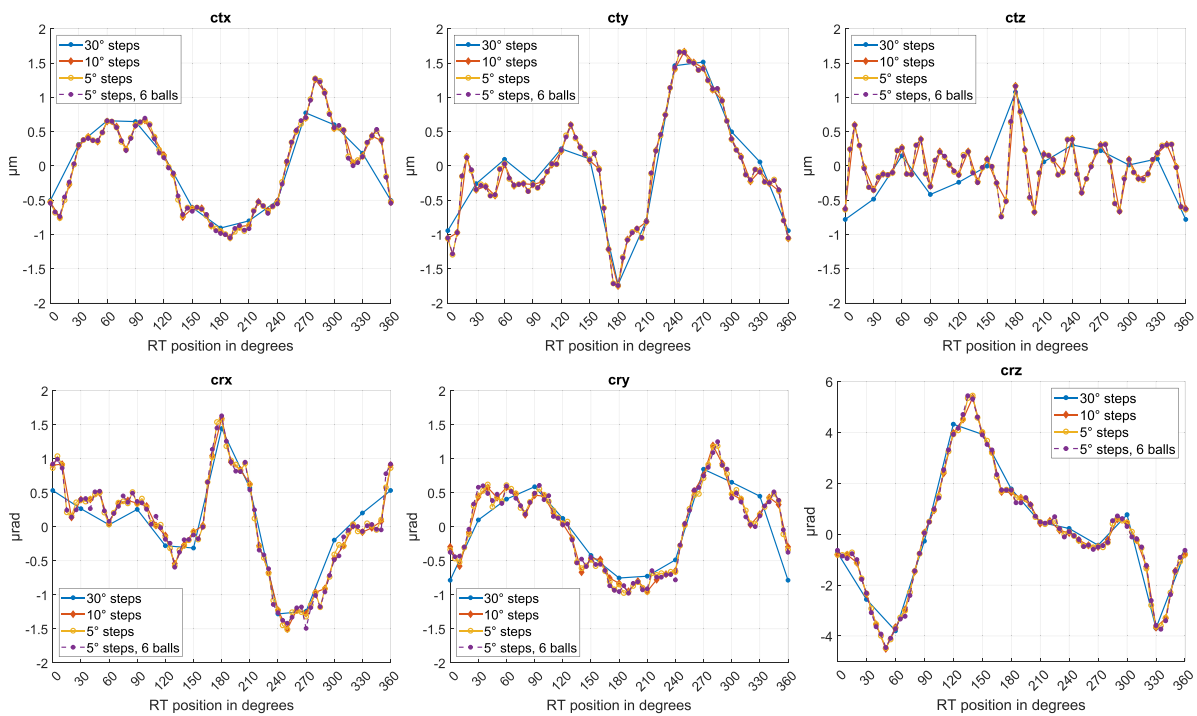 ctx
2
1.5
1
0.5
0
-0.5
-1
-1.5
-2
µm
30° steps
10° steps
5° steps
5° steps, 6 balls
0 30 60 90 120 150 180 210 240 270 300 330 360
RT position in degrees
cty
2
1.5
1
0.5
0
-0.5
-1
-1.5
-2
µm
30° steps
10° steps
5° steps
5° steps, 6 balls
0 30 60 90 120 150 180 210 240 270 300 330 360
RT position in degrees
ctz
2
1.5
1
0.5
0
-0.5
-1
-1.5
-2
µm
30° steps
10° steps
5° steps
5° steps, 6 balls
0 30 60 90 120 150 180 210 240 270 300 330 360
RT position in degrees
crx
2
1.5
1
0.5
0
-0.5
-1
-1.5
-2
µrad
30° steps
10° steps
5° steps
5° steps, 6 balls
0 30 60 90 120 150 180 210 240 270 300 330 360
RT position in degrees
cry
2
1.5
1
0.5
0
-0.5
-1
-1.5
-2
µrad
30° steps
10° steps
5° steps
5° steps, 6 balls
0 30 60 90 120 150 180 210 240 270 300 330 360
RT position in degrees
crz
6
4
2
0
-2
-4
µrad
30° steps
10° steps
5° steps
5° steps, 6 balls
0 30 60 90 120 150 180 210 240 270 300 330 360
RT position in degrees